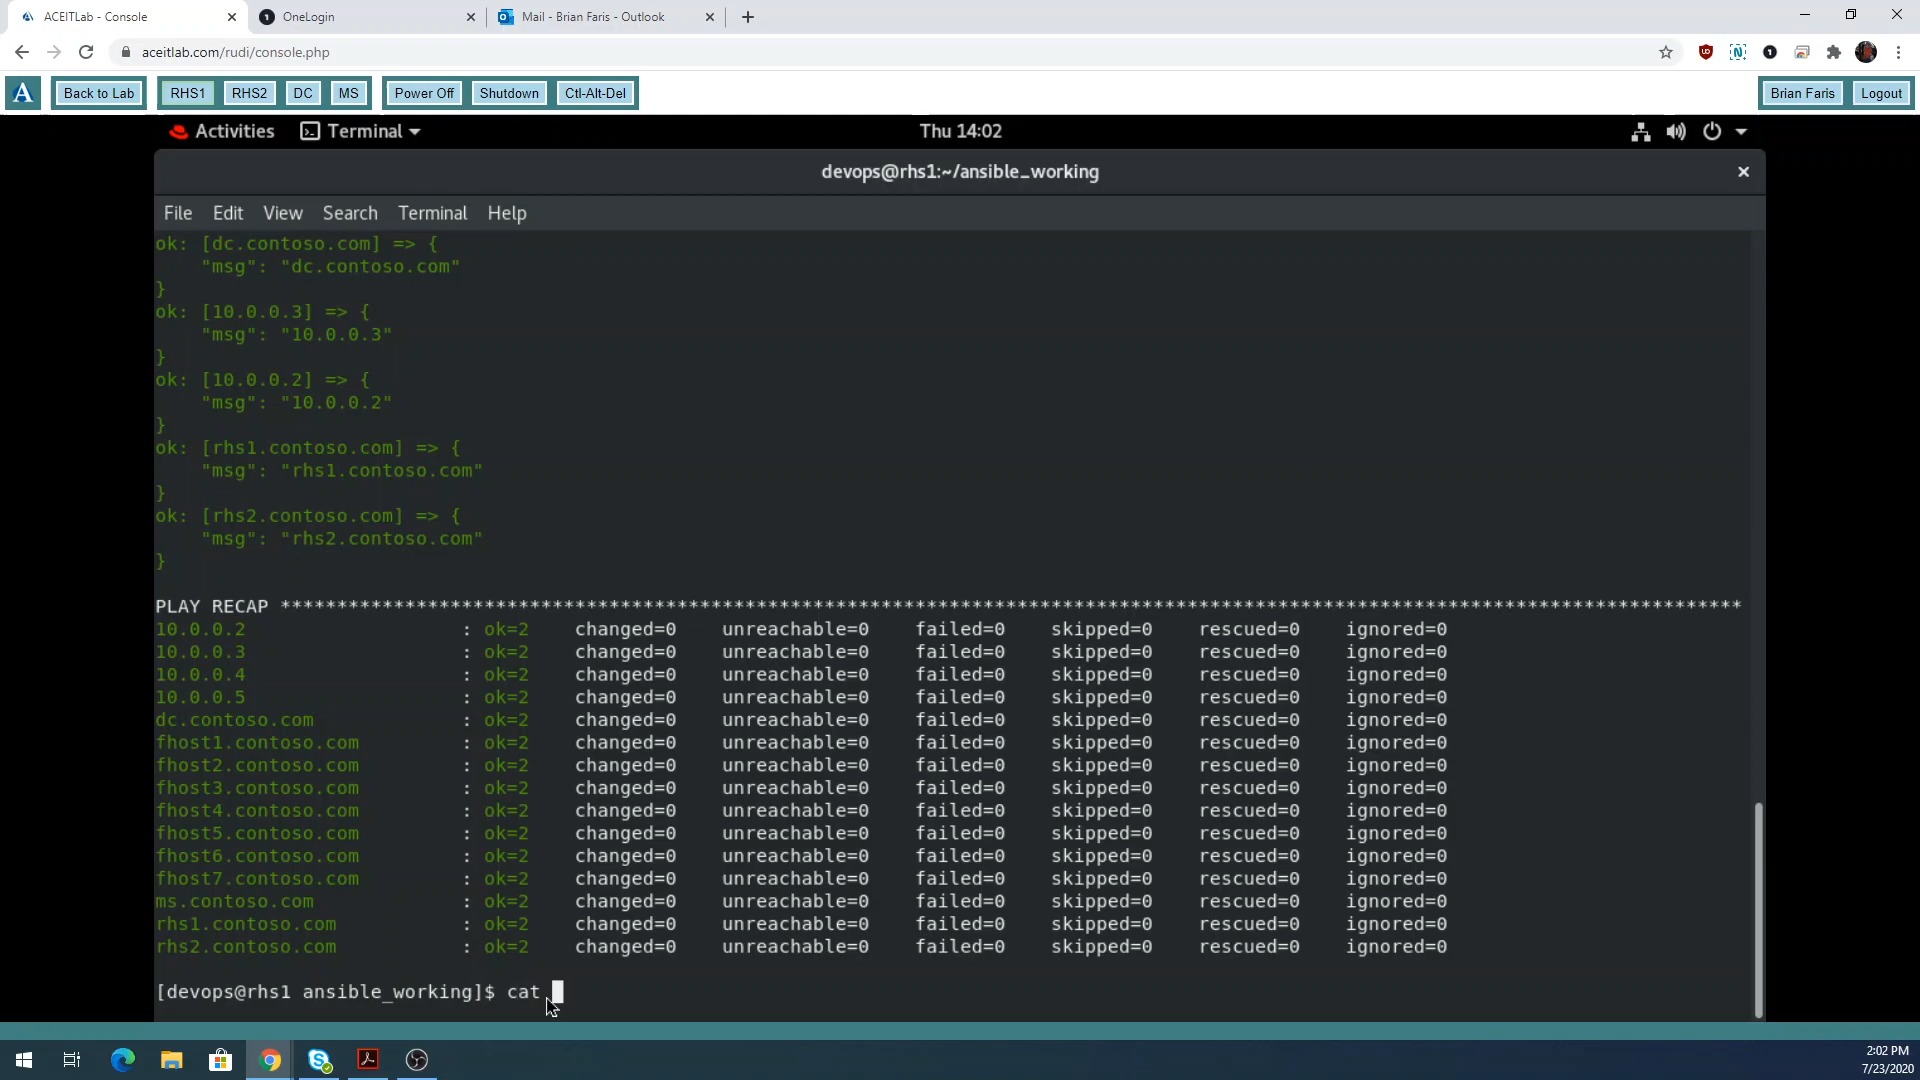 ACEITLab - Console
OneLogin
Mail - Brian Faris - Outlook
aceitlab.com/rudi/console.php
Back to Lab RHS1 RHS2 DC MS Power Off Shutdown Ctl-Alt-Del Brian Faris Logout
Activities Terminal Thu 14:02
devops@rhs1:~/ansible_working
File Edit View Search Terminal Help
ok: [dc.contoso.com] => {
    "msg": "dc.contoso.com"
}
ok: [10.0.0.3] => {
    "msg": "10.0.0.3"
}
ok: [10.0.0.2] => {
    "msg": "10.0.0.2"
}
ok: [rhs1.contoso.com] => {
    "msg": "rhs1.contoso.com"
}
ok: [rhs2.contoso.com] => {
    "msg": "rhs2.contoso.com"
}
PLAY RECAP *********************************************************************************************************************************
10.0.0.2 : ok=2 changed=0 unreachable=0 failed=0 skipped=0 rescued=0 ignored=0
10.0.0.3 : ok=2 changed=0 unreachable=0 failed=0 skipped=0 rescued=0 ignored=0
10.0.0.4 : ok=2 changed=0 unreachable=0 failed=0 skipped=0 rescued=0 ignored=0
10.0.0.5 : ok=2 changed=0 unreachable=0 failed=0 skipped=0 rescued=0 ignored=0
dc.contoso.com : ok=2 changed=0 unreachable=0 failed=0 skipped=0 rescued=0 ignored=0
fhost1.contoso.com : ok=2 changed=0 unreachable=0 failed=0 skipped=0 rescued=0 ignored=0
fhost2.contoso.com : ok=2 changed=0 unreachable=0 failed=0 skipped=0 rescued=0 ignored=0
fhost3.contoso.com : ok=2 changed=0 unreachable=0 failed=0 skipped=0 rescued=0 ignored=0
fhost4.contoso.com : ok=2 changed=0 unreachable=0 failed=0 skipped=0 rescued=0 ignored=0
fhost5.contoso.com : ok=2 changed=0 unreachable=0 failed=0 skipped=0 rescued=0 ignored=0
fhost6.contoso.com : ok=2 changed=0 unreachable=0 failed=0 skipped=0 rescued=0 ignored=0
fhost7.contoso.com : ok=2 changed=0 unreachable=0 failed=0 skipped=0 rescued=0 ignored=0
ms.contoso.com : ok=2 changed=0 unreachable=0 failed=0 skipped=0 rescued=0 ignored=0
rhs1.contoso.com : ok=2 changed=0 unreachable=0 failed=0 skipped=0 rescued=0 ignored=0
rhs2.contoso.com : ok=2 changed=0 unreachable=0 failed=0 skipped=0 rescued=0 ignored=0
[devops@rhs1 ansible_working]$ cat
2:02 PM
7/23/2020